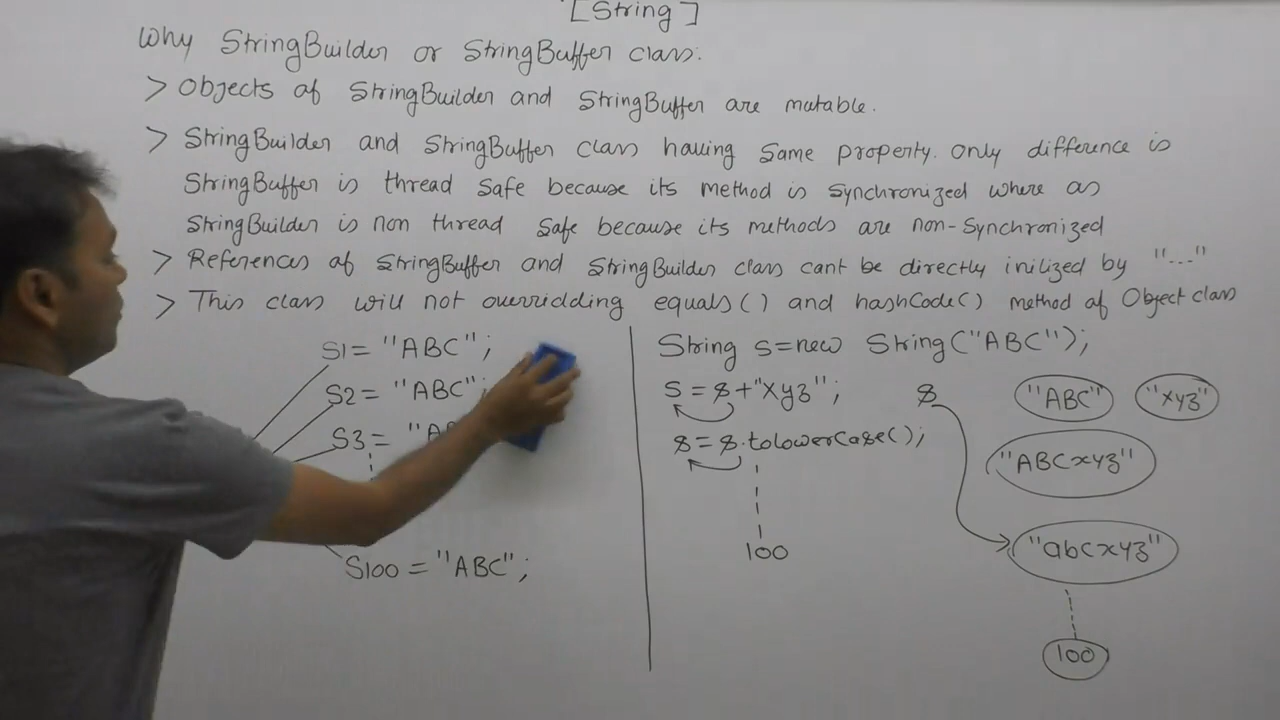 [String]
Why StringBuilder or StringBuffer class.
> Objects of StringBuilder and StringBuffer are mutable.
> StringBuilder and StringBuffer class having same property. only difference is
StringBuffer is thread safe because its method is synchronized where as
StringBuilder is non thread safe because its methods are non-synchronized
> References of StringBuffer and StringBuilder class cant be directly inilized by "..."
> This class will not overridding equals() and hashCode() method of Object class
S1= "ABC";
S2= "ABC";
S3= "AB
S100 = "ABC";
String s=new String("ABC");
s = s+"xyz";
s = s.tolowerCase();
100
s
"ABC"
"xyz"
"ABCxyz"
"abcxyz"
100